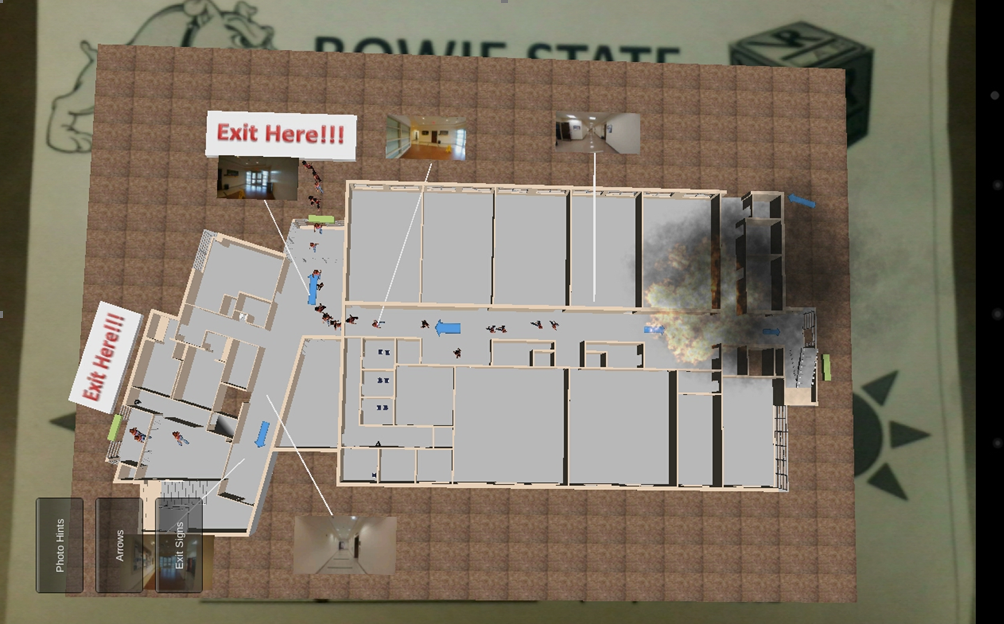 BOWIE STATE
Exit Here!!!
Exit Here!!!
Photo Hints
Arrows
Exit Signs